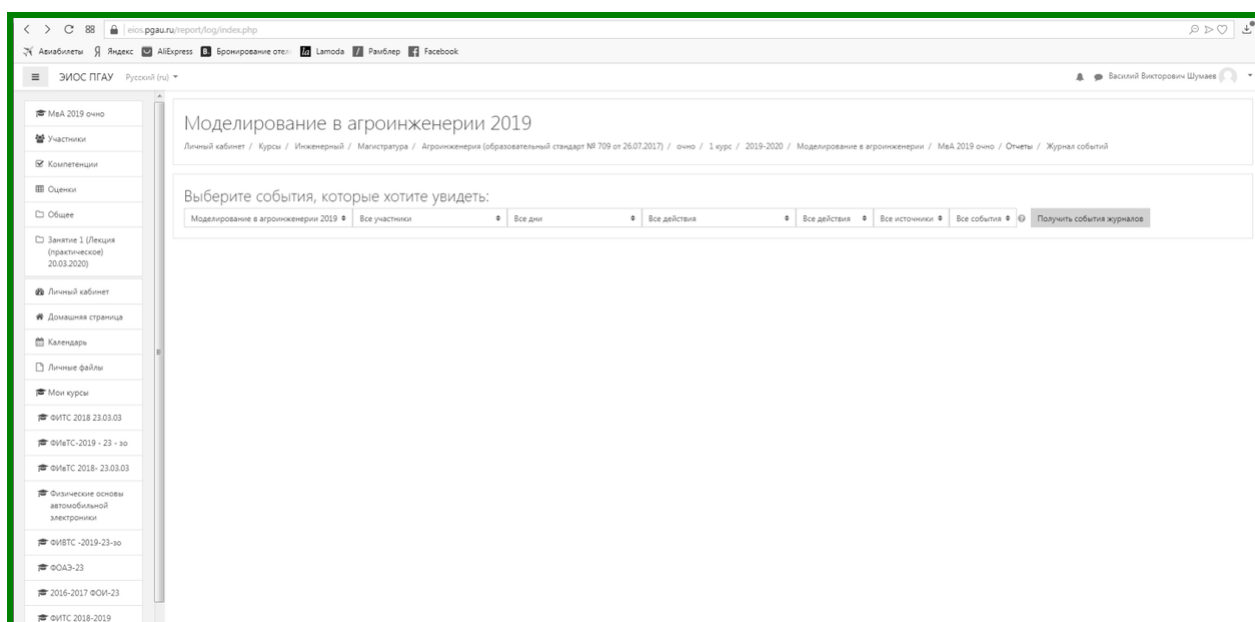 eios.pgau.ru/report/log/index.php
Авиабилеты Яндекс AliExpress Бронирование отел Lamoda Рамблер Facebook
ЭИОС ПГАУ Русский (ru)
Василий Викторович Шумаев
МвА 2019 очно
Участники
Компетенции
Оценки
Общее
Занятие 1 (Лекция
(практическое)
20.03.2020)
Личный кабинет
Домашняя страница
Календарь
Личные файлы
Мои курсы
ФИТС 2018 23.03.03
ФИвТС-2019 - 23 - зо
ФИвТС 2018- 23.03.03
Физические основы
автомобильной
электроники
ФИВТС -2019-23-зо
ФОАЭ-23
2016-2017 ФОИ-23
ФИТС 2018-2019
Моделирование в агроинженерии 2019
Личный кабинет / Курсы / Инженерный / Магистратура / Агроинженерия (образовательный стандарт № 709 от 26.07.2017) / очно / 1 курс / 2019-2020 / Моделирование в агроинженерии / МвА 2019 очно / Отчеты / Журнал событий
Выберите события, которые хотите увидеть:
Моделирование в агроинженерии 2019 Все участники Все дни Все действия Все действия Все источники Все события Получить события журналов